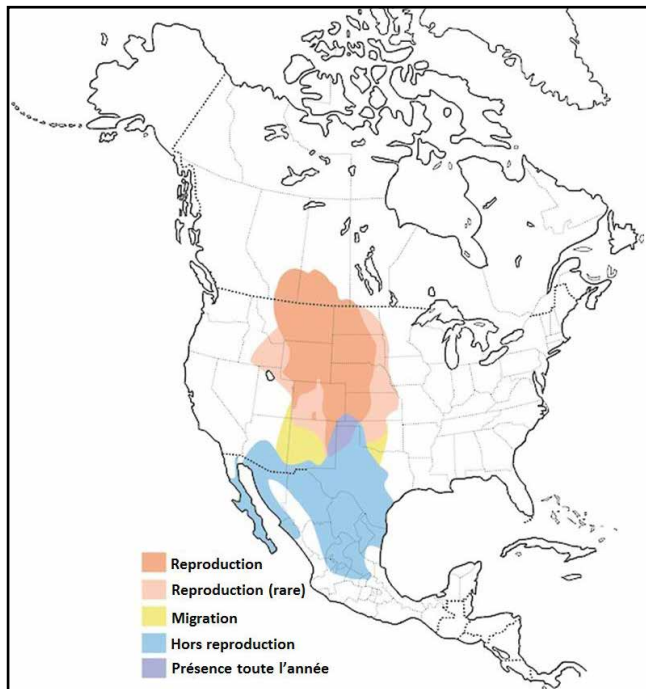 Reproduction
Reproduction (rare)
Migration
Hors reproduction
Présence toute l'année